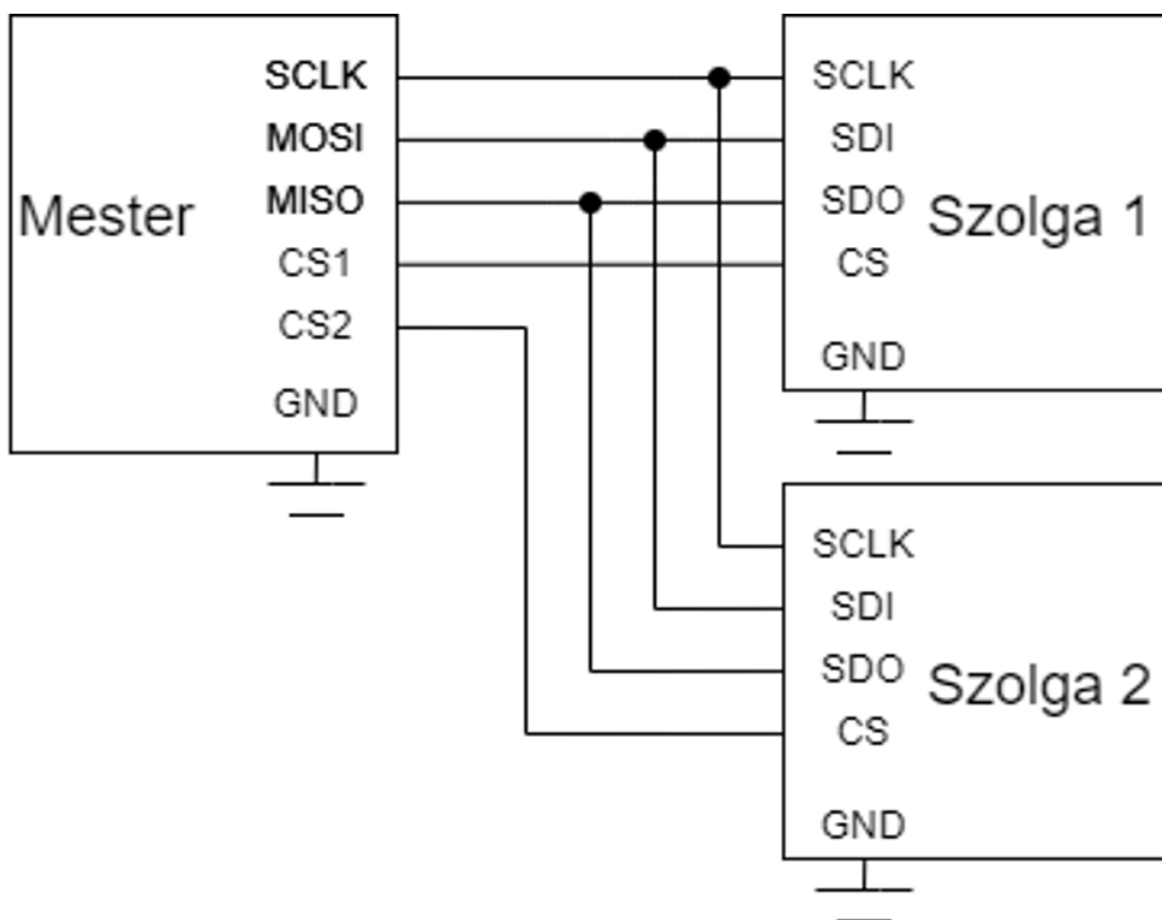 SCLK
MOSI
MISO
Mester
CS1
CS2
GND
SCLK
SDI
SDO
Szolga 1
CS
GND
SCLK
SDI
SDO
Szolga 2
CS
GND